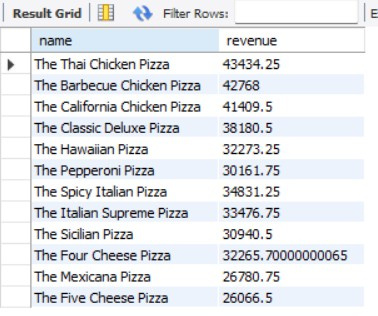 Result Grid Filter Rows:
name revenue
The Thai Chicken Pizza 43434.25
The Barbecue Chicken Pizza 42768
The California Chicken Pizza 41409.5
The Classic Deluxe Pizza 38180.5
The Hawaiian Pizza 32273.25
The Pepperoni Pizza 30161.75
The Spicy Italian Pizza 34831.25
The Italian Supreme Pizza 33476.75
The Sicilian Pizza 30940.5
The Four Cheese Pizza 32265.70000000065
The Mexicana Pizza 26780.75
The Five Cheese Pizza 26066.5